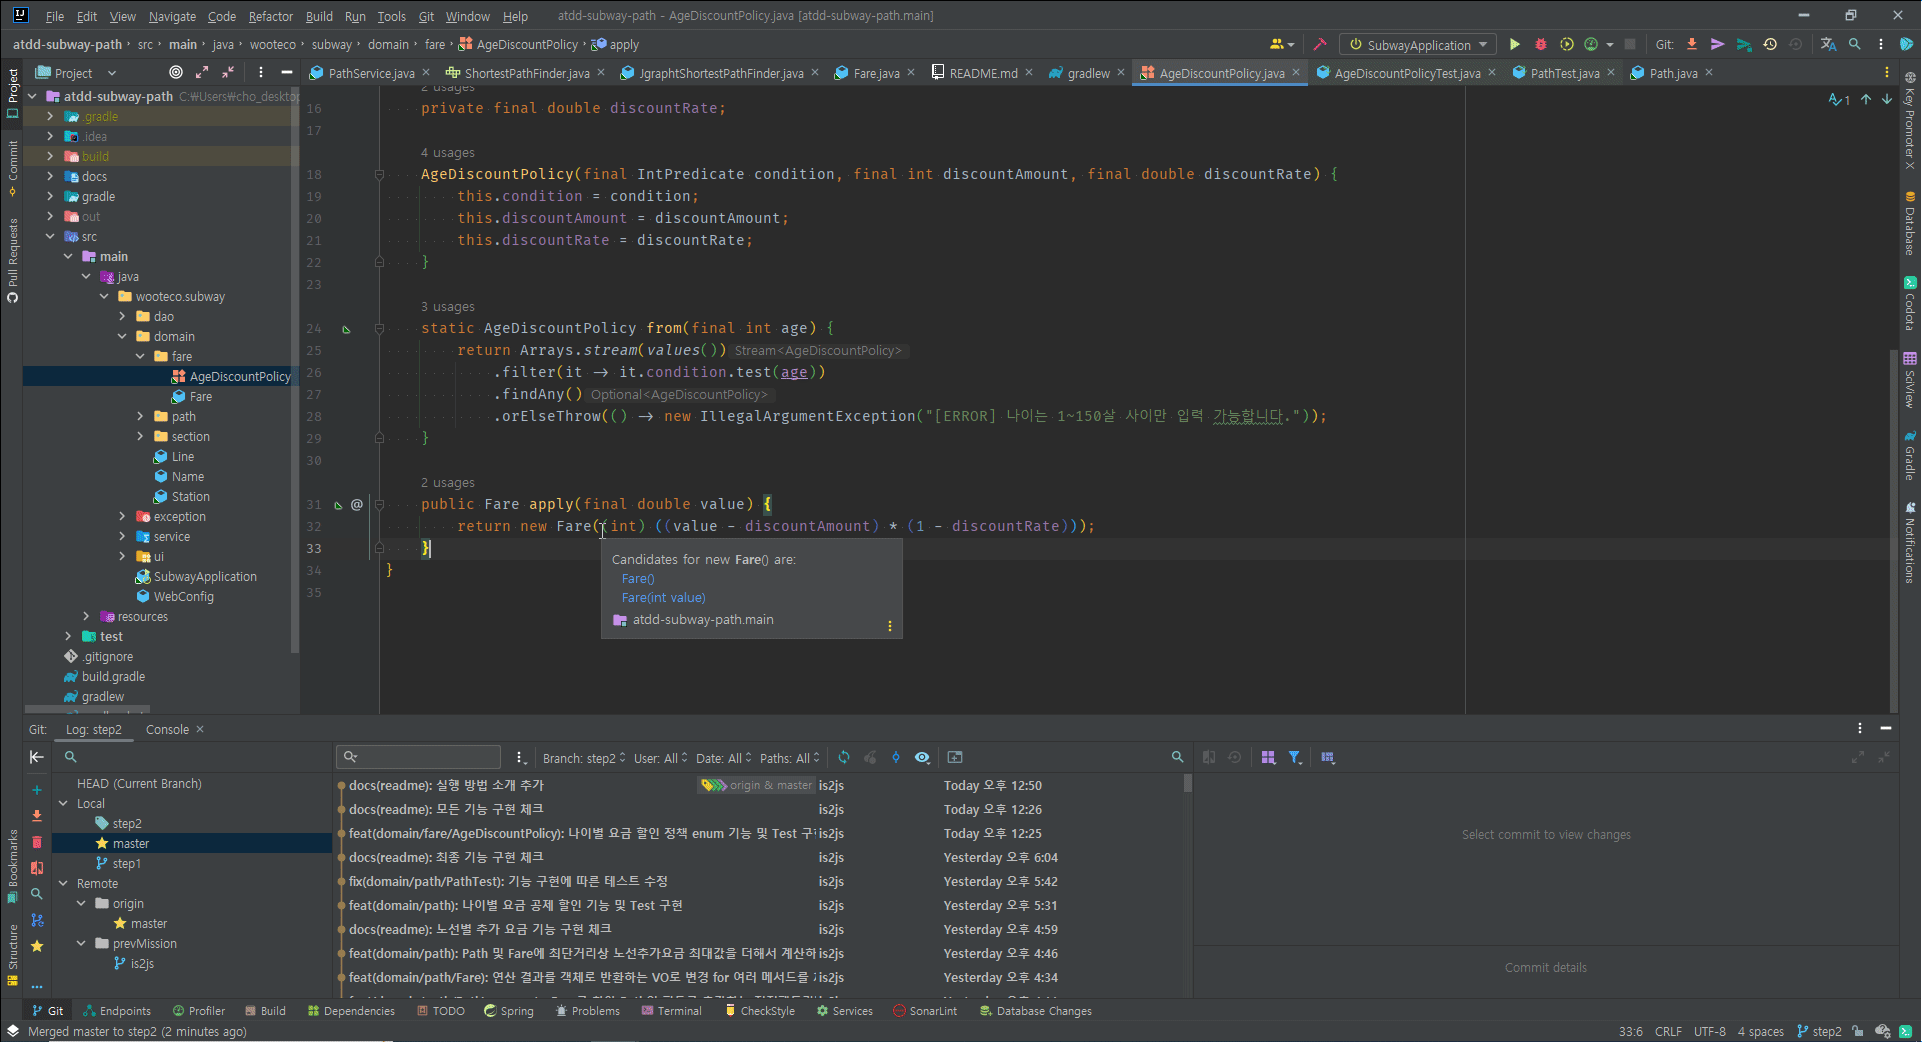 File Edit View Navigate Code Refactor Build Run Tools Git Window Help atdd-subway-path - AgeDiscountPolicy.java [atdd-subway-path.main]
atdd-subway-path › src › main › java › wooteco › subway › domain › fare › AgeDiscountPolicy › apply
SubwayApplication Git:
Project
PathService.java ShortestPathFinder.java JgraphtShortestPathFinder.java Fare.java README.md gradlew AgeDiscountPolicy.java AgeDiscountPolicyTest.java PathTest.java Path.java
Project
Commit
Pull Requests
Bookmarks
Structure
atdd-subway-path C:₩Users₩cho_deskto
.gradle
.idea
build
docs
gradle
out
src
main
java
wooteco.subway
dao
domain
fare
AgeDiscountPolicy
Fare
path
section
Line
Name
Station
exception
service
ui
SubwayApplication
WebConfig
resources
test
.gitignore
build.gradle
gradlew
2 usages
16 private final double discountRate;
17
4 usages
18 AgeDiscountPolicy(final IntPredicate condition, final int discountAmount, final double discountRate) {
19 this.condition = condition;
20 this.discountAmount = discountAmount;
21 this.discountRate = discountRate;
22 }
23
3 usages
24 static AgeDiscountPolicy from(final int age) {
25 return Arrays.stream(values()) Stream<AgeDiscountPolicy>
26 .filter(it → it.condition.test(age))
27 .findAny() Optional<AgeDiscountPolicy>
28 .orElseThrow(() → new IllegalArgumentException("[ERROR] 나이는 1~150살 사이만 입력 가능합니다."));
29 }
30
2 usages
31 @ public Fare apply(final double value) {
32 return new Fare((int) ((value - discountAmount) * (1 - discountRate)));
33 }
34 }
35
1
Candidates for new Fare() are:
Fare()
Fare(int value)
atdd-subway-path.main
Key Promoter X
Database
Codota
SciView
Gradle
Notifications
Git: Log: step2 Console
Branch: step2 User: All Date: All Paths: All
HEAD (Current Branch)
Local
step2
master
step1
Remote
origin
master
prevMission
is2js
docs(readme): 실행 방법 소개 추가 origin & master is2js Today 오후 12:50
docs(readme): 모든 기능 구현 체크 is2js Today 오후 12:26
feat(domain/fare/AgeDiscountPolicy): 나이별 요금 할인 정책 enum 기능 및 Test 구 is2js Today 오후 12:25
docs(readme): 최종 기능 구현 체크 is2js Yesterday 오후 6:04
fix(domain/path/PathTest): 기능 구현에 따른 테스트 수정 is2js Yesterday 오후 5:42
feat(domain/path): 나이별 요금 공제 할인 기능 및 Test 구현 is2js Yesterday 오후 5:31
docs(readme): 노선별 추가 요금 기능 구현 체크 is2js Yesterday 오후 4:59
feat(domain/path): Path 및 Fare에 최단거리상 노선추가요금 최대값을 더해서 계산하 is2js Yesterday 오후 4:46
feat(domain/path/Fare): 연산 결과를 객체로 반화하는 VO로 변경 for 여러 메서드를 is2js Yesterday 오후 4:34
Select commit to view changes
Commit details
Git Endpoints Profiler Build Dependencies TODO Spring Problems Terminal CheckStyle Services SonarLint Database Changes
Merged master to step2 (2 minutes ago) 33:6 CRLF UTF-8 4 spaces step2